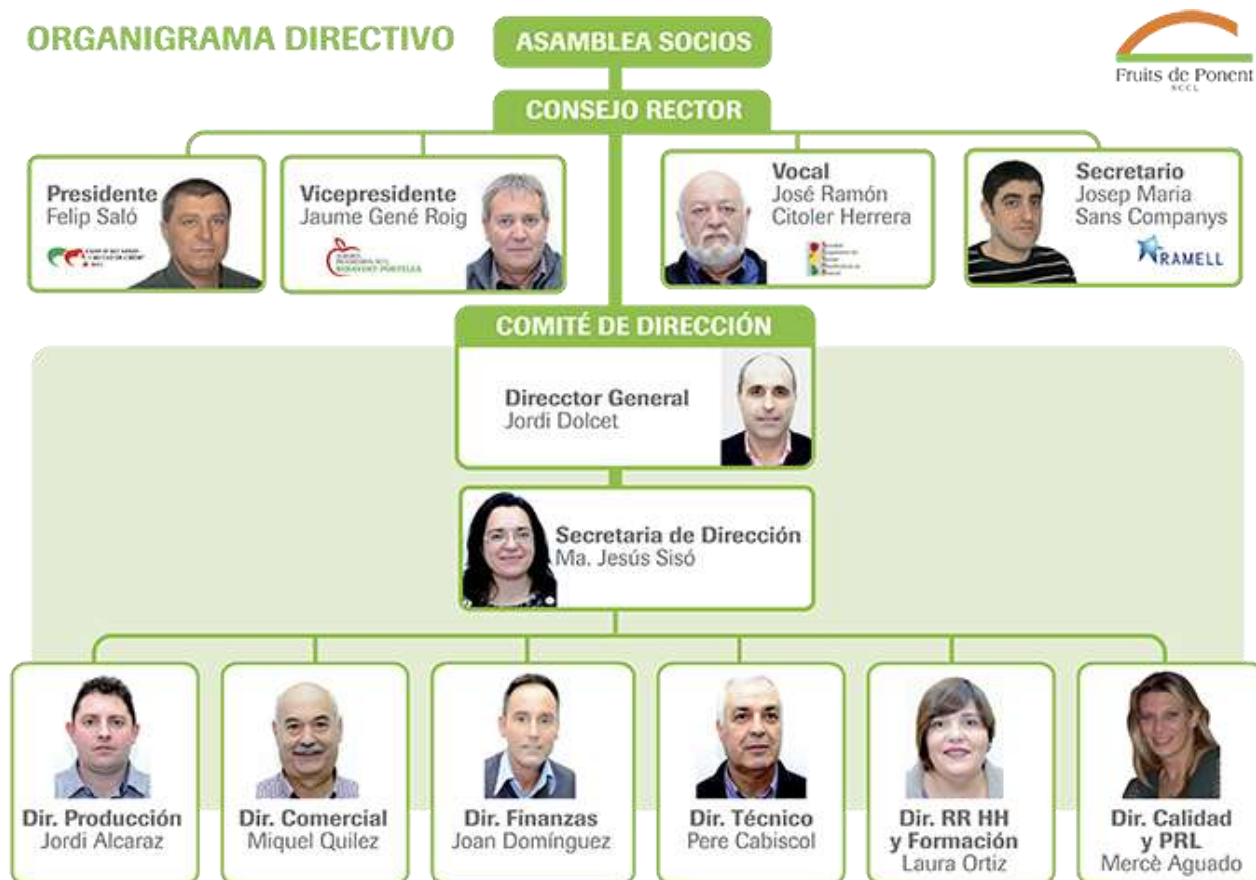 ORGANIGRAMA DIRECTIVO
ASAMBLEA SOCIOS
Fruits de Ponent
SCCL
CONSEJO RECTOR
Presidente
Felip Saló
Vicepresidente
Jaume Gené Roig
BENAVENT-PORTELLA
Vocal
José Ramón
Citoler Herrera
Secretario
Josep Maria
Sans Companys
RAMELL
COMITÉ DE DIRECCIÓN
Direcctor General
Jordi Dolcet
Secretaria de Dirección
Ma. Jesús Sisó
Dir. Producción
Jordi Alcaraz
Dir. Comercial
Miquel Quilez
Dir. Finanzas
Joan Domínguez
Dir. Técnico
Pere Cabiscol
Dir. RR HH
y Formación
Laura Ortiz
Dir. Calidad
y PRL
Mercè Aguado